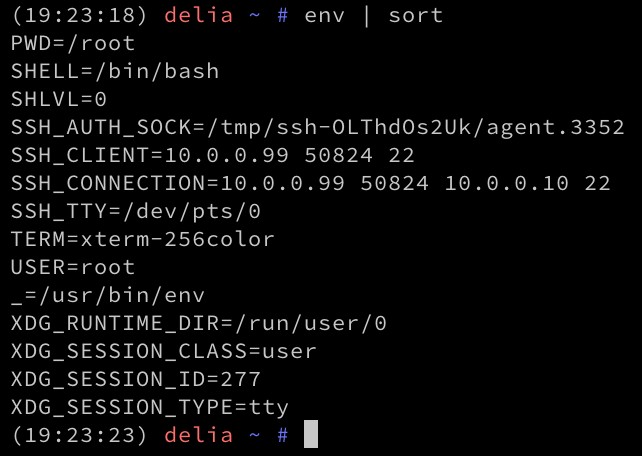 (19:23:18) delia ~ # env | sort
PWD=/root
SHELL=/bin/bash
SHLVL=0
SSH_AUTH_SOCK=/tmp/ssh-OLThdOs2Uk/agent.3352
SSH_CLIENT=10.0.0.99 50824 22
SSH_CONNECTION=10.0.0.99 50824 10.0.0.10 22
SSH_TTY=/dev/pts/0
TERM=xterm-256color
USER=root
_=/usr/bin/env
XDG_RUNTIME_DIR=/run/user/0
XDG_SESSION_CLASS=user
XDG_SESSION_ID=277
XDG_SESSION_TYPE=tty
(19:23:23) delia ~ #